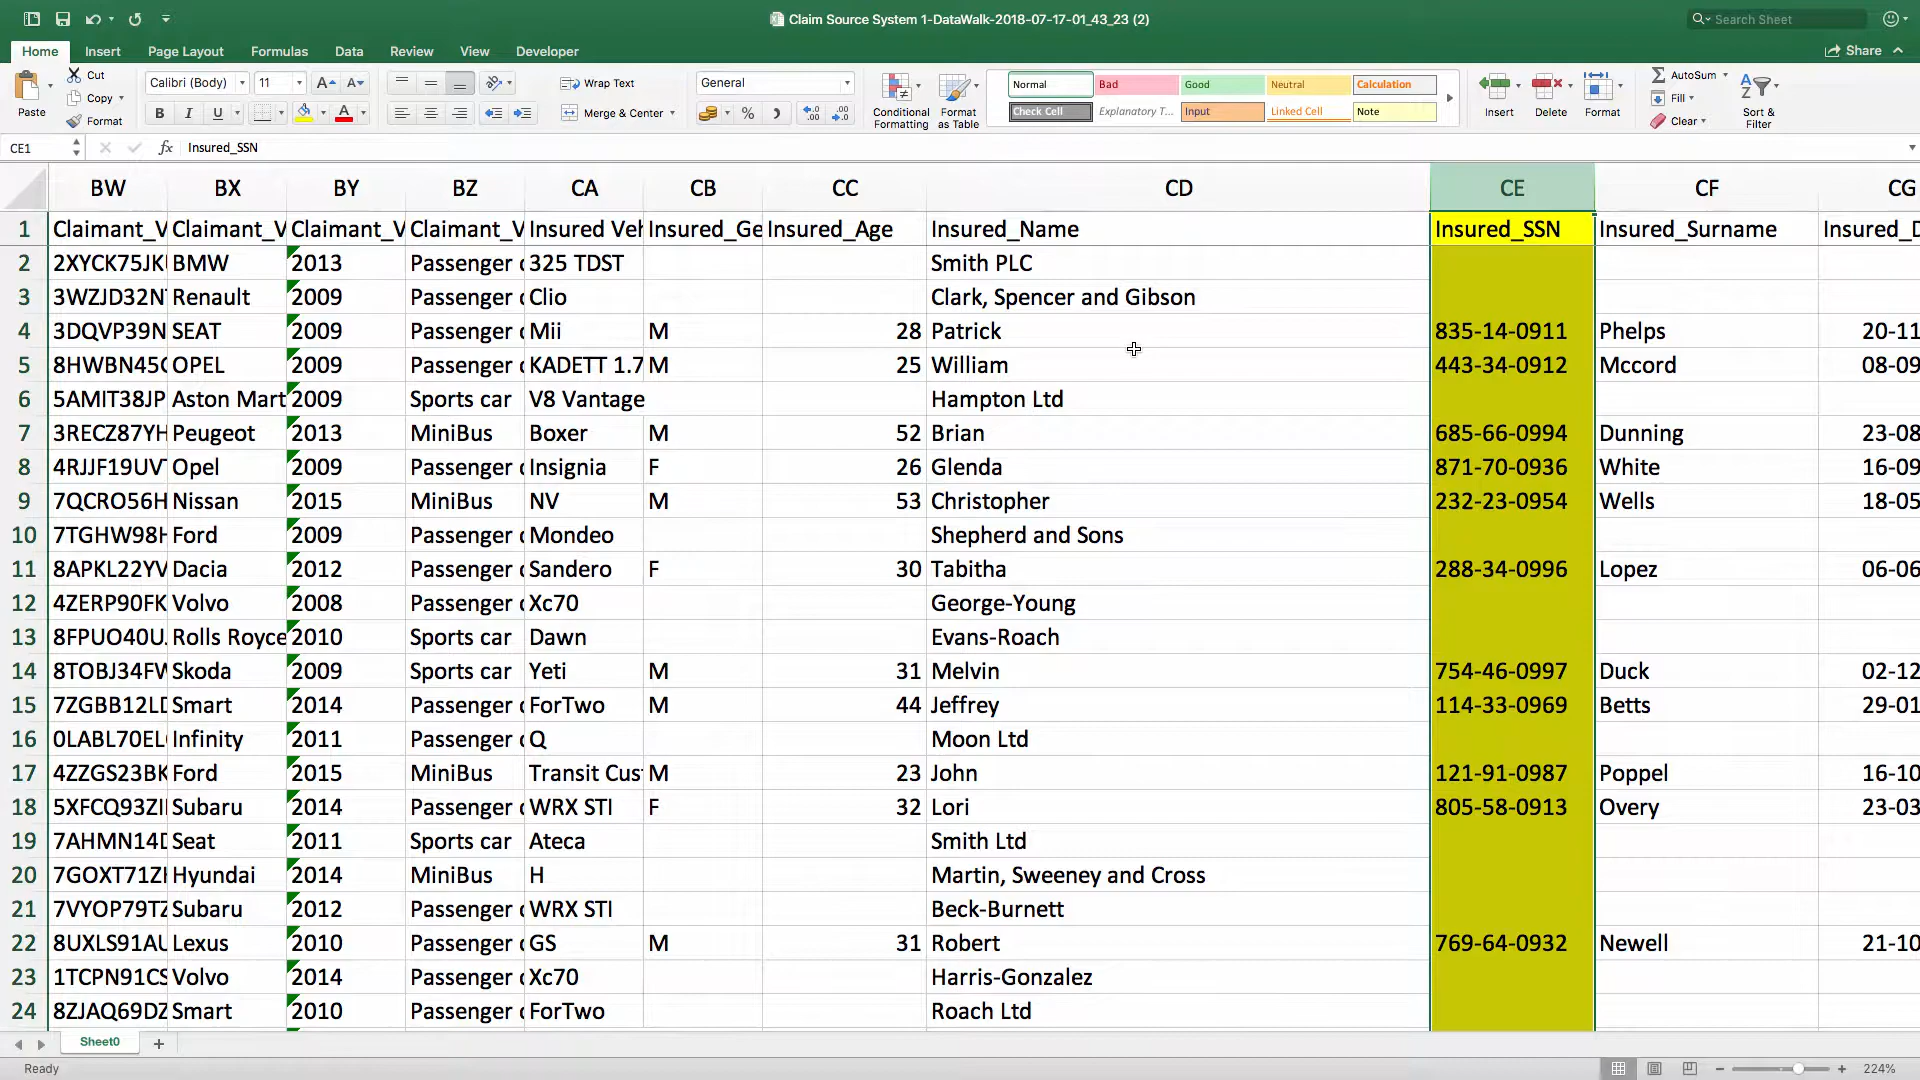 Claim Source System 1-DataWalk-2018-07-17-01_43_23 (2)
Search Sheet
Home Insert Page Layout Formulas Data Review View Developer Share
Paste Cut Copy Format
Calibri (Body) 11
B I U
Wrap Text
Merge & Center
General
%
Conditional Formatting
Format as Table
Normal Bad Good Neutral Calculation
Check Cell Explanatory T... Input Linked Cell Note
Insert Delete Format
AutoSum Fill Clear
Sort & Filter
CE1 fx Insured_SSN
BW BX BY BZ CA CB CC CD CE CF CG
1 Claimant_V Claimant_V Claimant_V Claimant_V Insured Veh Insured_Ge Insured_Age Insured_Name Insured_SSN Insured_Surname Insured_D
2 2XYCK75JK BMW 2013 Passenger c 325 TDST Smith PLC
3 3WZJD32N Renault 2009 Passenger c Clio Clark, Spencer and Gibson
4 3DQVP39N SEAT 2009 Passenger c Mii M 28 Patrick 835-14-0911 Phelps 20-11
5 8HWBN45 OPEL 2009 Passenger c KADETT 1.7 M 25 William 443-34-0912 Mccord 08-09
6 5AMIT38JP Aston Mart 2009 Sports car V8 Vantage Hampton Ltd
7 3RECZ87YH Peugeot 2013 MiniBus Boxer M 52 Brian 685-66-0994 Dunning 23-08
8 4RJJF19UV Opel 2009 Passenger c Insignia F 26 Glenda 871-70-0936 White 16-09
9 7QCRO56H Nissan 2015 MiniBus NV M 53 Christopher 232-23-0954 Wells 18-05
10 7TGHW98H Ford 2009 Passenger c Mondeo Shepherd and Sons
11 8APKL22YV Dacia 2012 Passenger c Sandero F 30 Tabitha 288-34-0996 Lopez 06-06
12 4ZERP90FK Volvo 2008 Passenger c Xc70 George-Young
13 8FPUO40U Rolls Royce 2010 Sports car Dawn Evans-Roach
14 8TOBJ34FW Skoda 2009 Sports car Yeti M 31 Melvin 754-46-0997 Duck 02-12
15 7ZGBB12L Smart 2014 Passenger c ForTwo M 44 Jeffrey 114-33-0969 Betts 29-01
16 0LABL70EL Infinity 2011 Passenger c Q Moon Ltd
17 4ZZGS23BK Ford 2015 MiniBus Transit Cus M 23 John 121-91-0987 Poppel 16-10
18 5XFCQ93ZI Subaru 2014 Passenger c WRX STI F 32 Lori 805-58-0913 Overy 23-03
19 7AHMN14D Seat 2011 Sports car Ateca Smith Ltd
20 7GOXT71Z Hyundai 2014 MiniBus H Martin, Sweeney and Cross
21 7VYOP79TZ Subaru 2012 Passenger c WRX STI Beck-Burnett
22 8UXLS91AU Lexus 2010 Passenger c GS M 31 Robert 769-64-0932 Newell 21-10
23 1TCPN91CS Volvo 2014 Passenger c Xc70 Harris-Gonzalez
24 8ZJAQ69DZ Smart 2010 Passenger c ForTwo Roach Ltd
Sheet0
Ready 224%